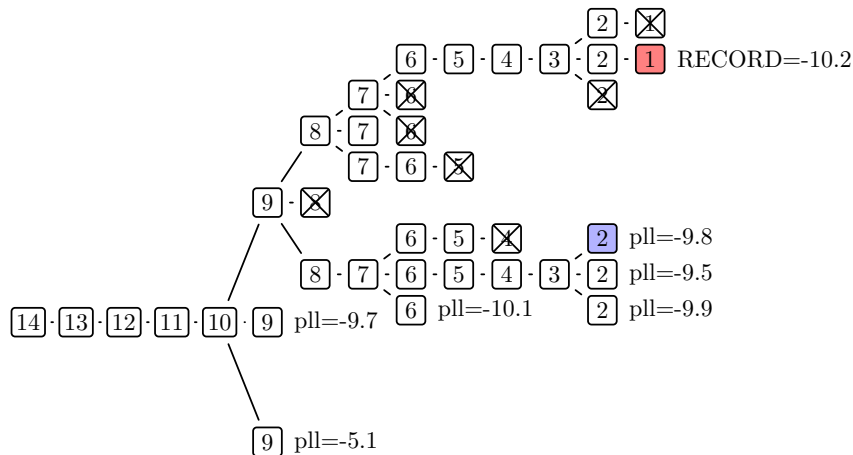 2 1
6 5 4 3 2 1 RECORD=-10.2
7 6 2
8 7 6
7 6 5
9 8
6 5 4 2 pll=-9.8
8 7 6 5 4 3 2 pll=-9.5
6 pll=-10.1 2 pll=-9.9
14 13 12 11 10 9 pll=-9.7
9 pll=-5.1